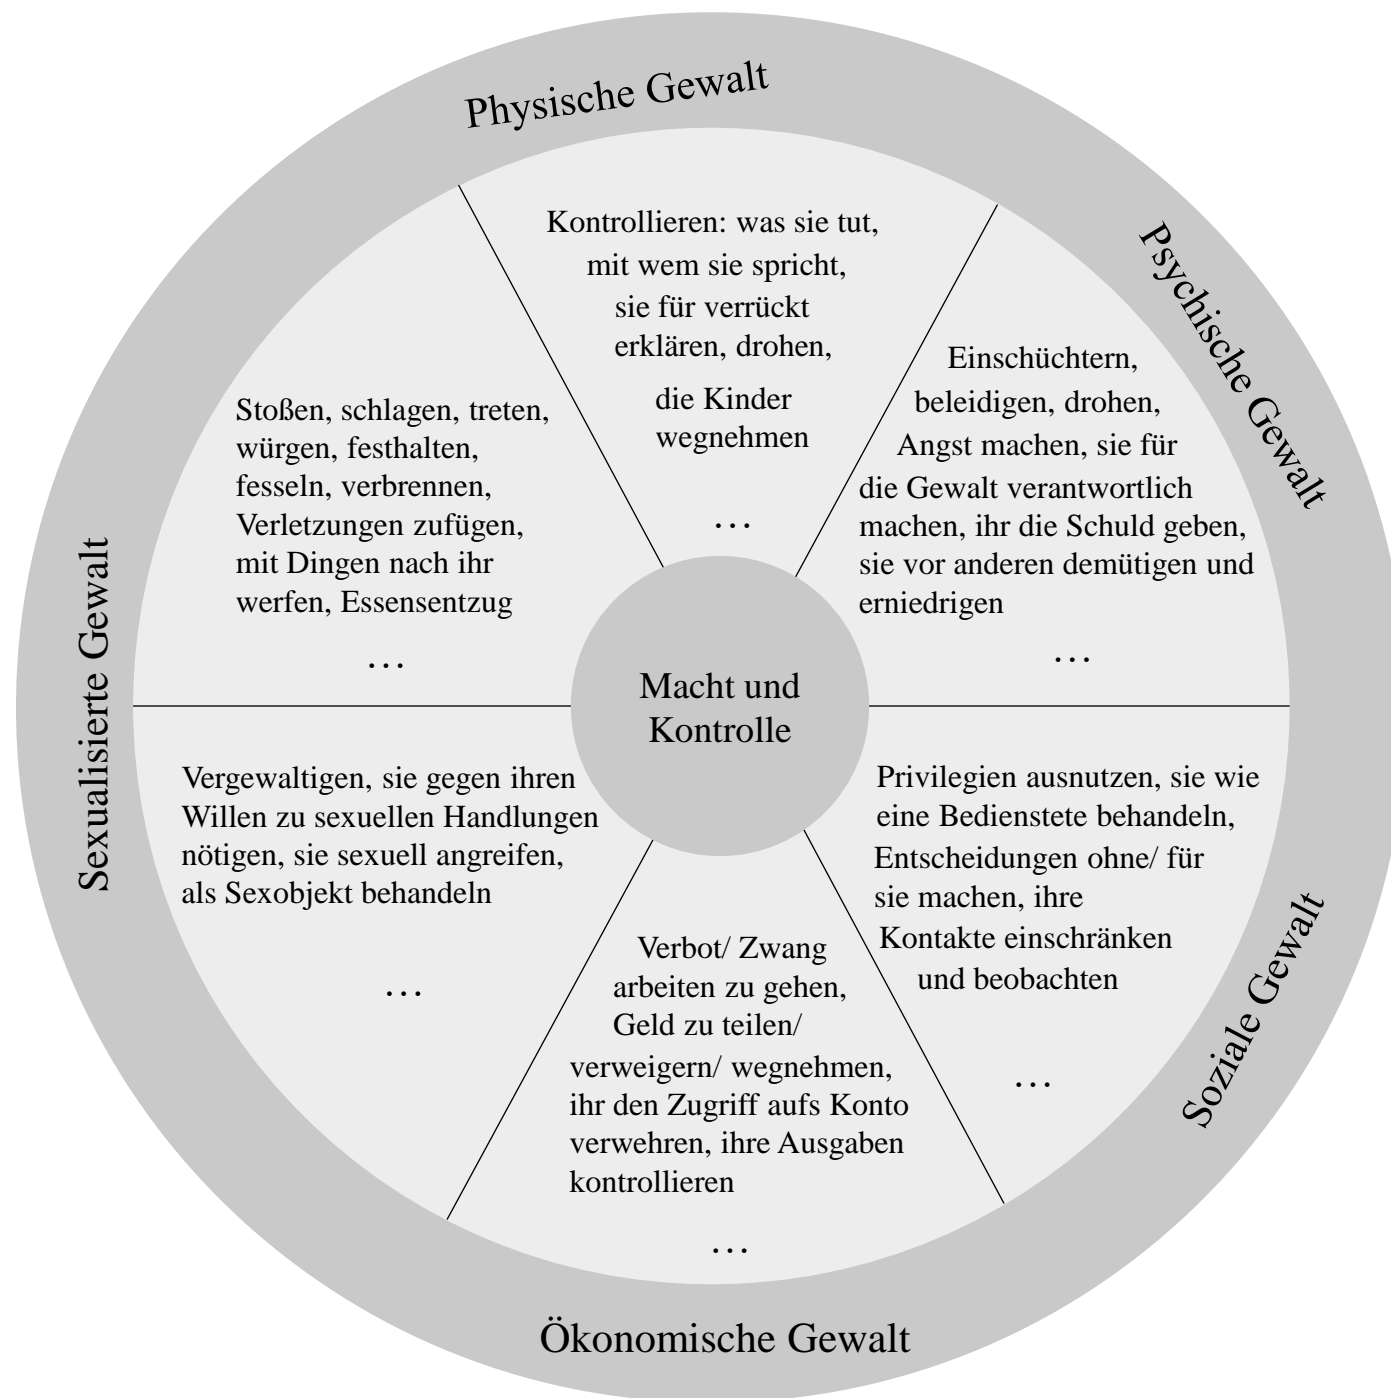 Physische Gewalt
Psychische Gewalt
Soziale Gewalt
Ökonomische Gewalt
Sexualisierte Gewalt
Kontrollieren: was sie tut,
mit wem sie spricht,
sie für verrückt
erklären, drohen,
die Kinder
wegnehmen
...
Einschüchtern,
beleidigen, drohen,
Angst machen, sie für
die Gewalt verantwortlich
machen, ihr die Schuld geben,
sie vor anderen demütigen und
erniedrigen
...
Privilegien ausnutzen, sie wie
eine Bedienstete behandeln,
Entscheidungen ohne/ für
sie machen, ihre
Kontakte einschränken
und beobachten
...
Verbot/ Zwang
arbeiten zu gehen,
Geld zu teilen/
verweigern/ wegnehmen,
ihr den Zugriff aufs Konto
verwehren, ihre Ausgaben
kontrollieren
...
Vergewaltigen, sie gegen ihren
Willen zu sexuellen Handlungen
nötigen, sie sexuell angreifen,
als Sexobjekt behandeln
...
Stoßen, schlagen, treten,
würgen, festhalten,
fesseln, verbrennen,
Verletzungen zufügen,
mit Dingen nach ihr
werfen, Essensentzug
...
Macht und
Kontrolle